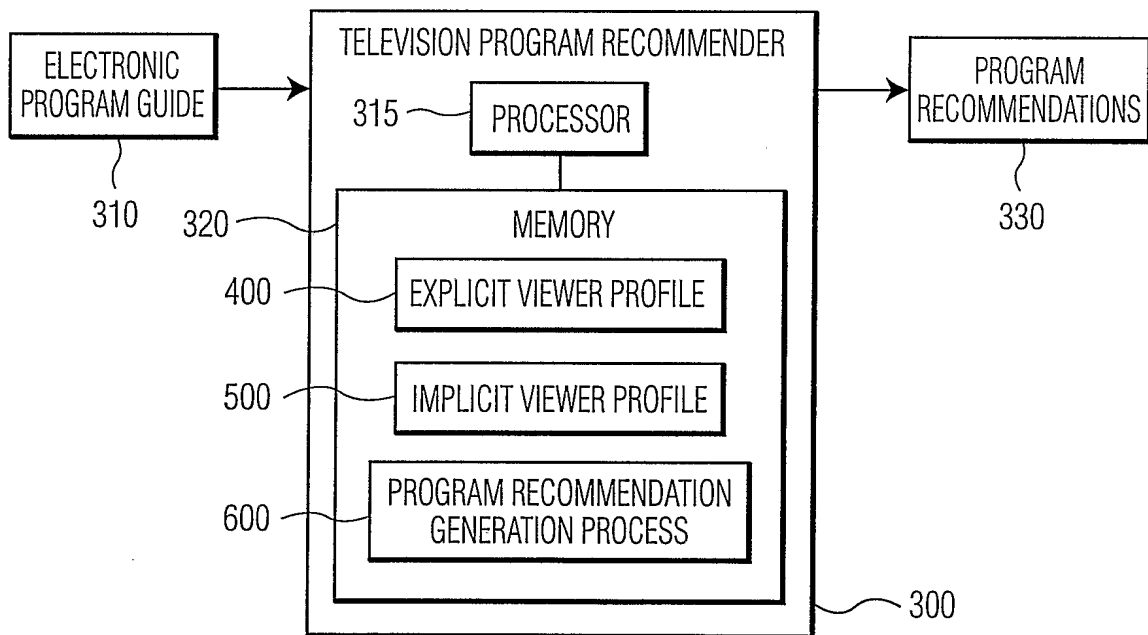 ELECTRONIC
PROGRAM GUIDE
310
TELEVISION PROGRAM RECOMMENDER
315
PROCESSOR
320
MEMORY
400
EXPLICIT VIEWER PROFILE
500
IMPLICIT VIEWER PROFILE
600
PROGRAM RECOMMENDATION
GENERATION PROCESS
300
PROGRAM
RECOMMENDATIONS
330